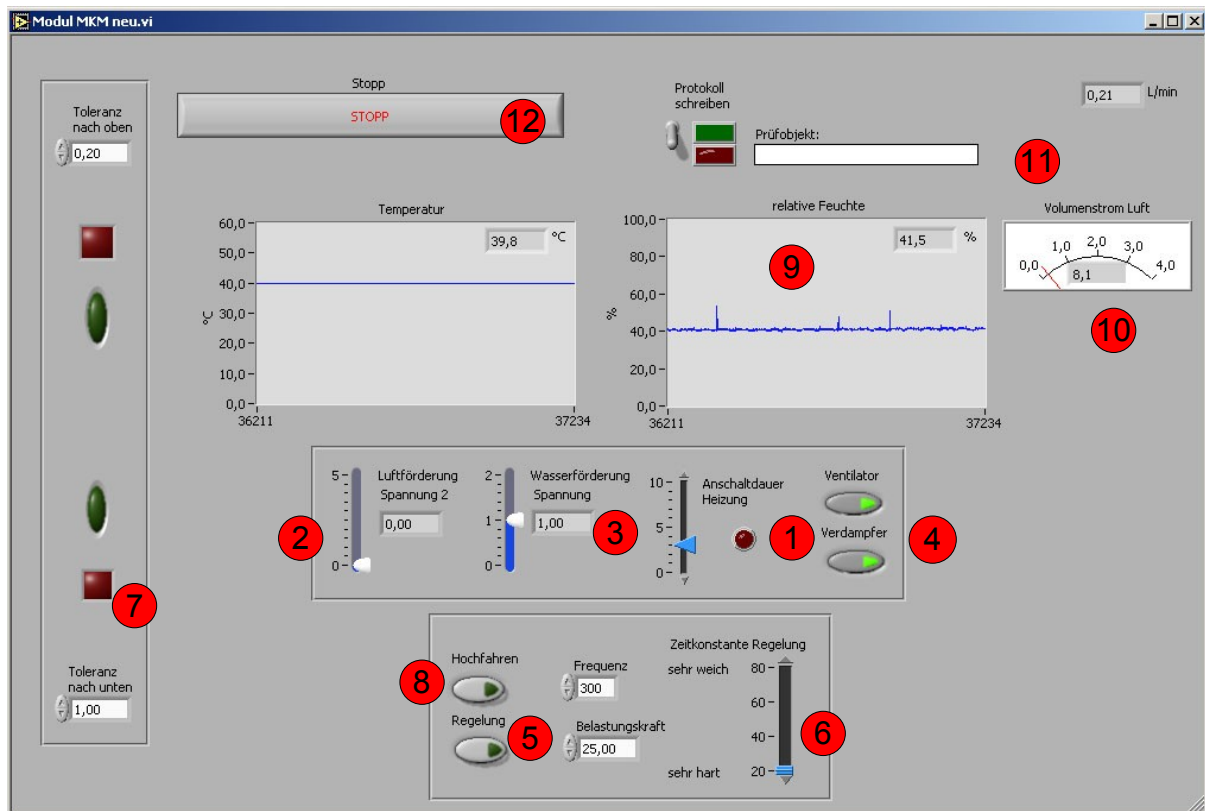 Modul MKM neu.vi
Toleranz
nach oben
0,20
Stopp
STOPP
12
Protokoll
schreiben
Prüfobjekt:
0,21 L/min
11
Temperatur
60,0
50,0
40,0
30,0
20,0
10,0
0,0
°C
39,8 °C
36211 37234
relative Feuchte
100,0
80,0
60,0
40,0
20,0
0,0
%
41,5 %
9
36211 37234
Volumenstrom Luft
0,0 1,0 2,0 3,0 4,0
8,1
10
5
0
Luftförderung
Spannung 2
0,00
2
2
1
0
Wasserförderung
Spannung
1,00
3
10
5
0
Anschaltdauer
Heizung
1
Ventilator
Verdampfer
4
7
Toleranz
nach unten
1,00
Hochfahren
8
Regelung
5
Frequenz
300
Belastungskraft
25,00
Zeitkonstante Regelung
sehr weich
sehr hart
80
60
40
20
6